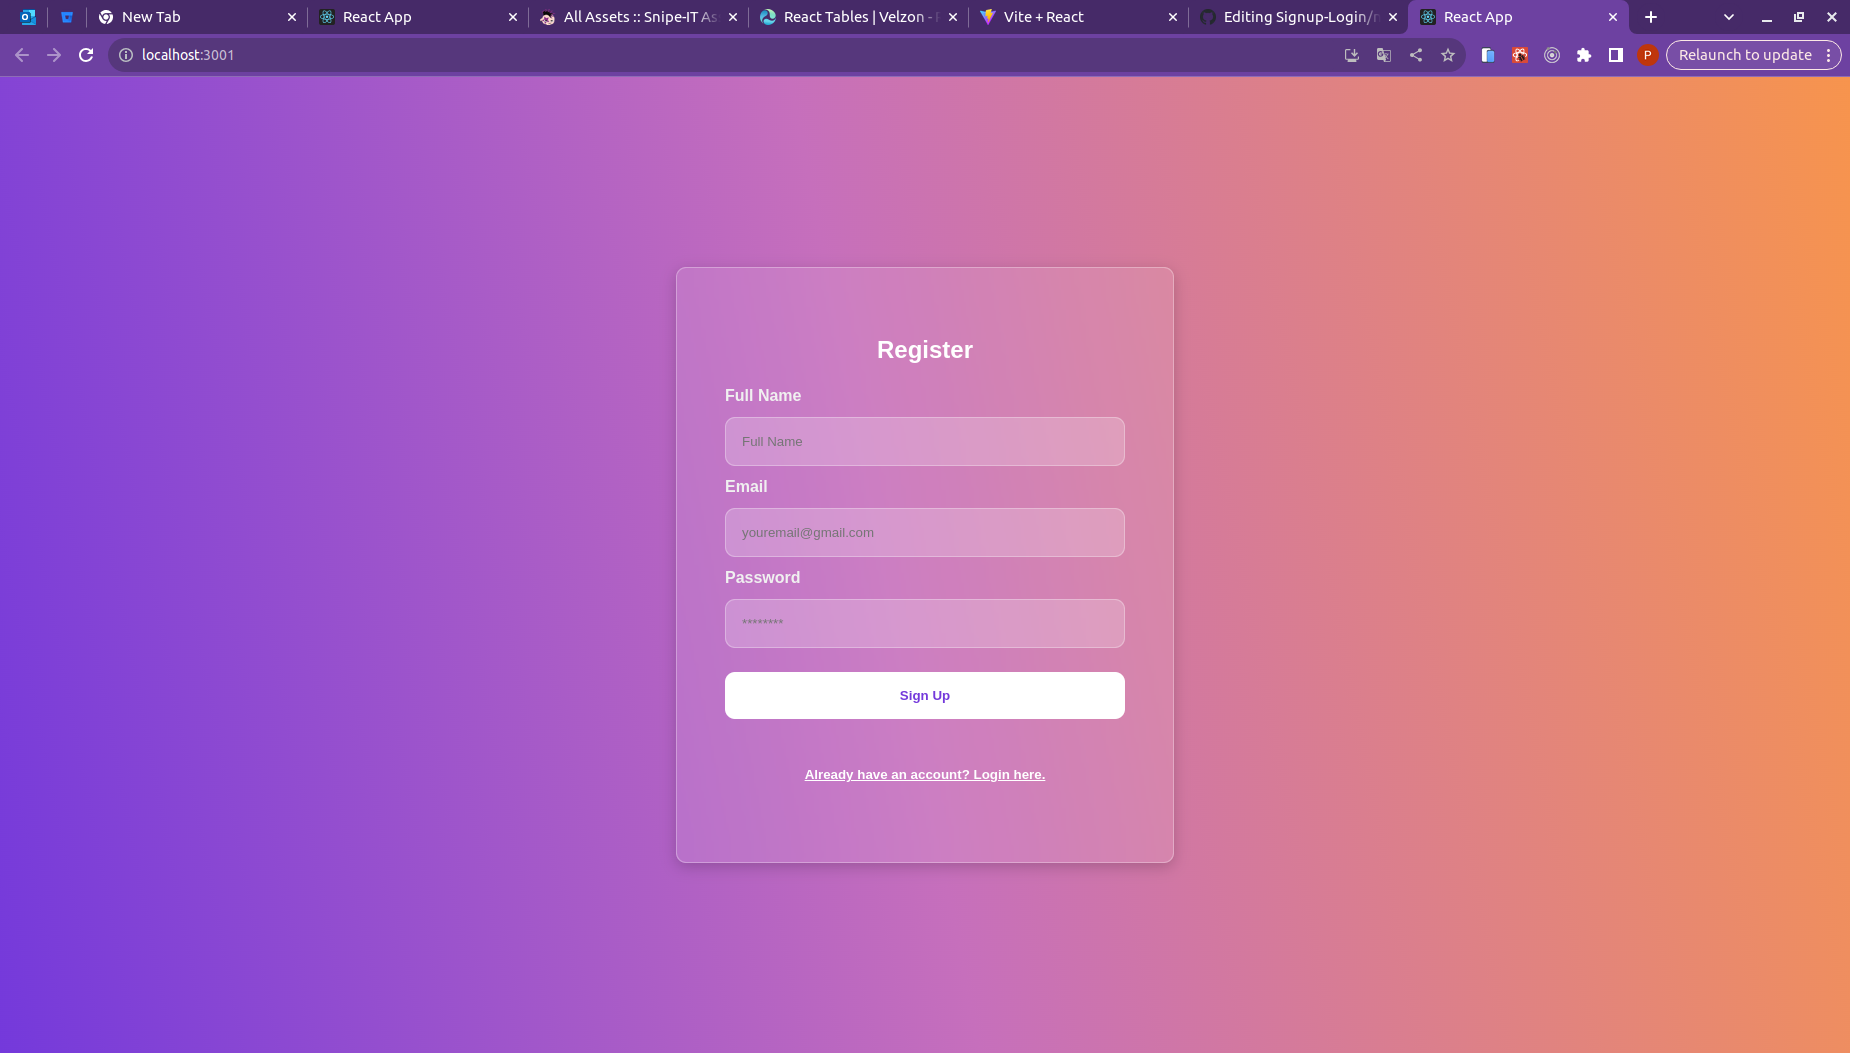 New Tab
React App
All Assets :: Snipe-IT As
React Tables | Velzon -
Vite + React
Editing Signup-Login/
React App
localhost:3001
P
Relaunch to update
Register
Full Name
Full Name
Email
youremail@gmail.com
Password
********
Sign Up
Already have an account? Login here.